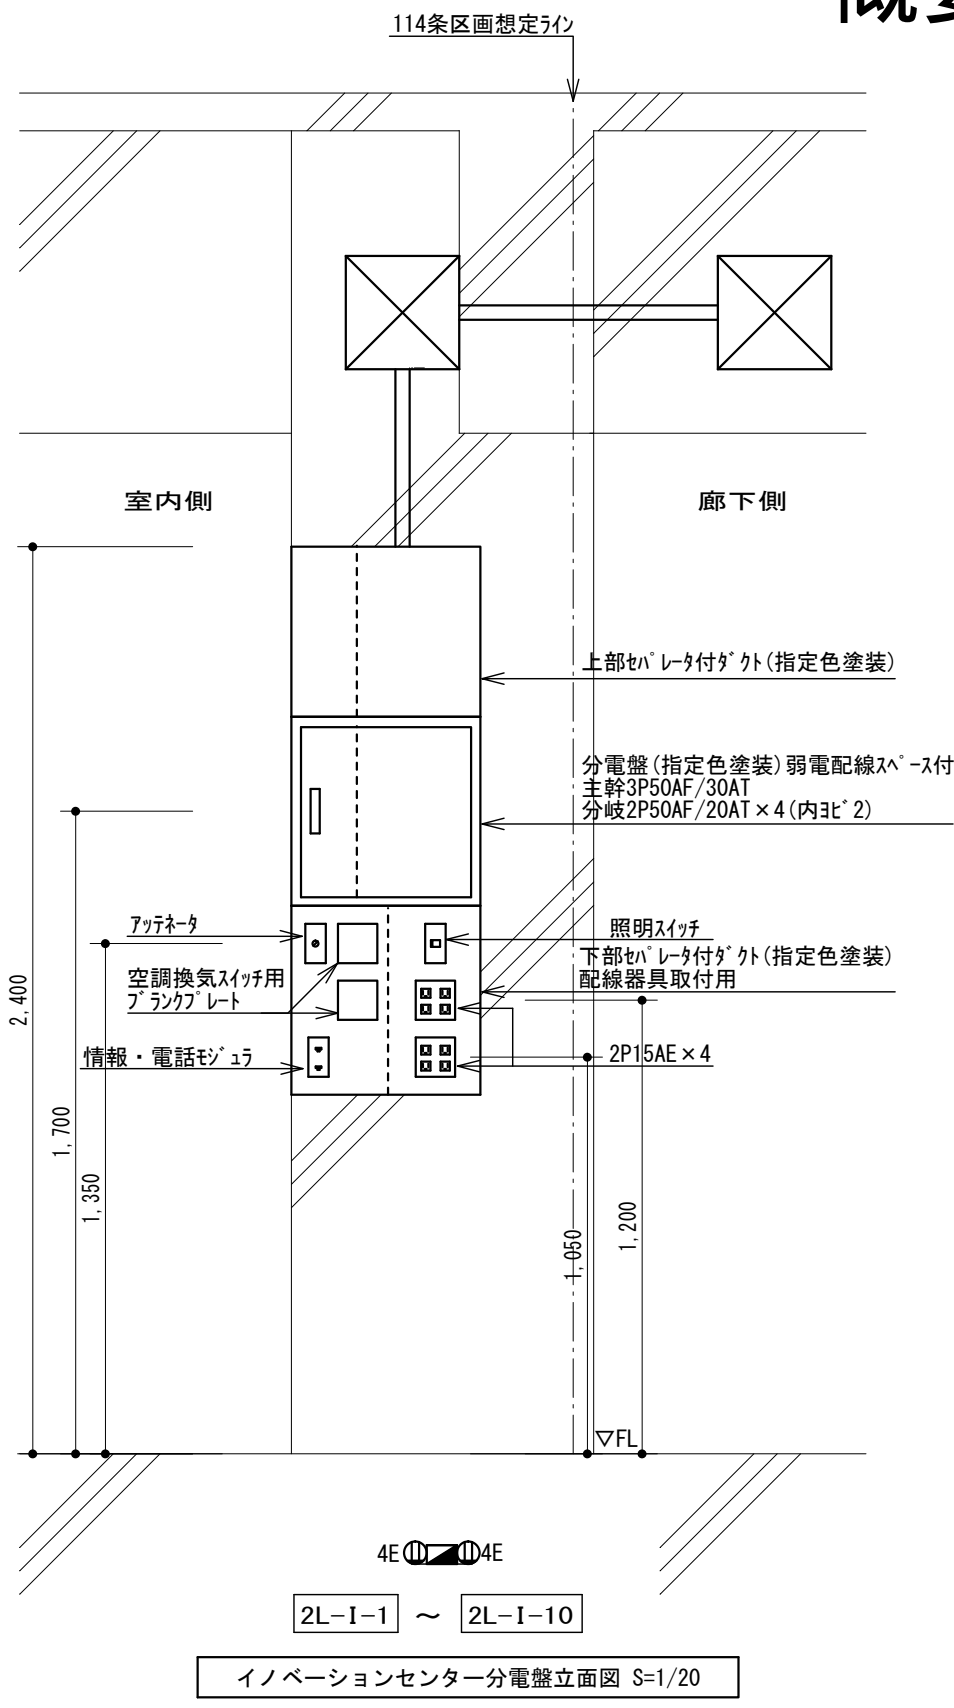 114条区画想定ﾗｲﾝ
室内側
廊下側
上部ｾﾊﾟﾚｰﾀ付ﾀﾞｸﾄ(指定色塗装)
分電盤(指定色塗装)弱電配線ｽﾍﾟｰｽ付
主幹3P50AF/30AT
分岐2P50AF/20AT×4(内ﾖﾋﾞ2)
ｱｯﾃﾈｰﾀ
照明ｽｲｯﾁ
下部ｾﾊﾟﾚｰﾀ付ﾀﾞｸﾄ(指定色塗装)
配線器具取付用
空調換気ｽｲｯﾁ用
ﾌﾞﾗﾝｸﾌﾟﾚｰﾄ
情報・電話ﾓｼﾞｭﾗ
2P15AE×4
2,400
1,700
1,350
1,050
1,200
▽FL
4E 4E
2L-I-1 ～ 2L-I-10
イノベーションセンター分電盤立面図 S=1/20